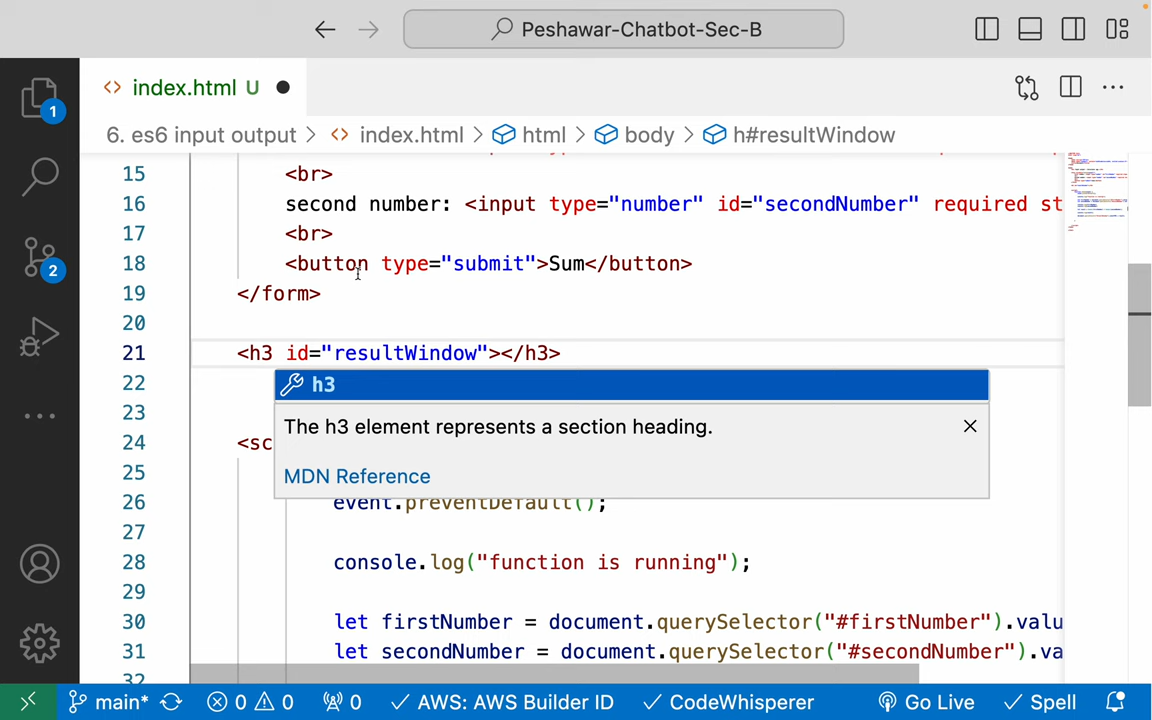 Peshawar-Chatbot-Sec-B
<> index.html U
1
6. es6 input output > <> index.html > html > body > h#resultWindow
15 <br>
16 second number: <input type="number" id="secondNumber" required st
17 <br>
2
18 <button type="submit">Sum</button>
19 </form>
20
21 <h3 id="resultWindow"></h3>
22 h3
23 The h3 element represents a section heading.
24 <sc
25 MDN Reference
26 event.preventDefault();
27
28 console.log("function is running");
29
30 let firstNumber = document.querySelector("#firstNumber").valu
31 let secondNumber = document.querySelector("#secondNumber").va
32
main* 0 0 0 AWS: AWS Builder ID CodeWhisperer Go Live Spell